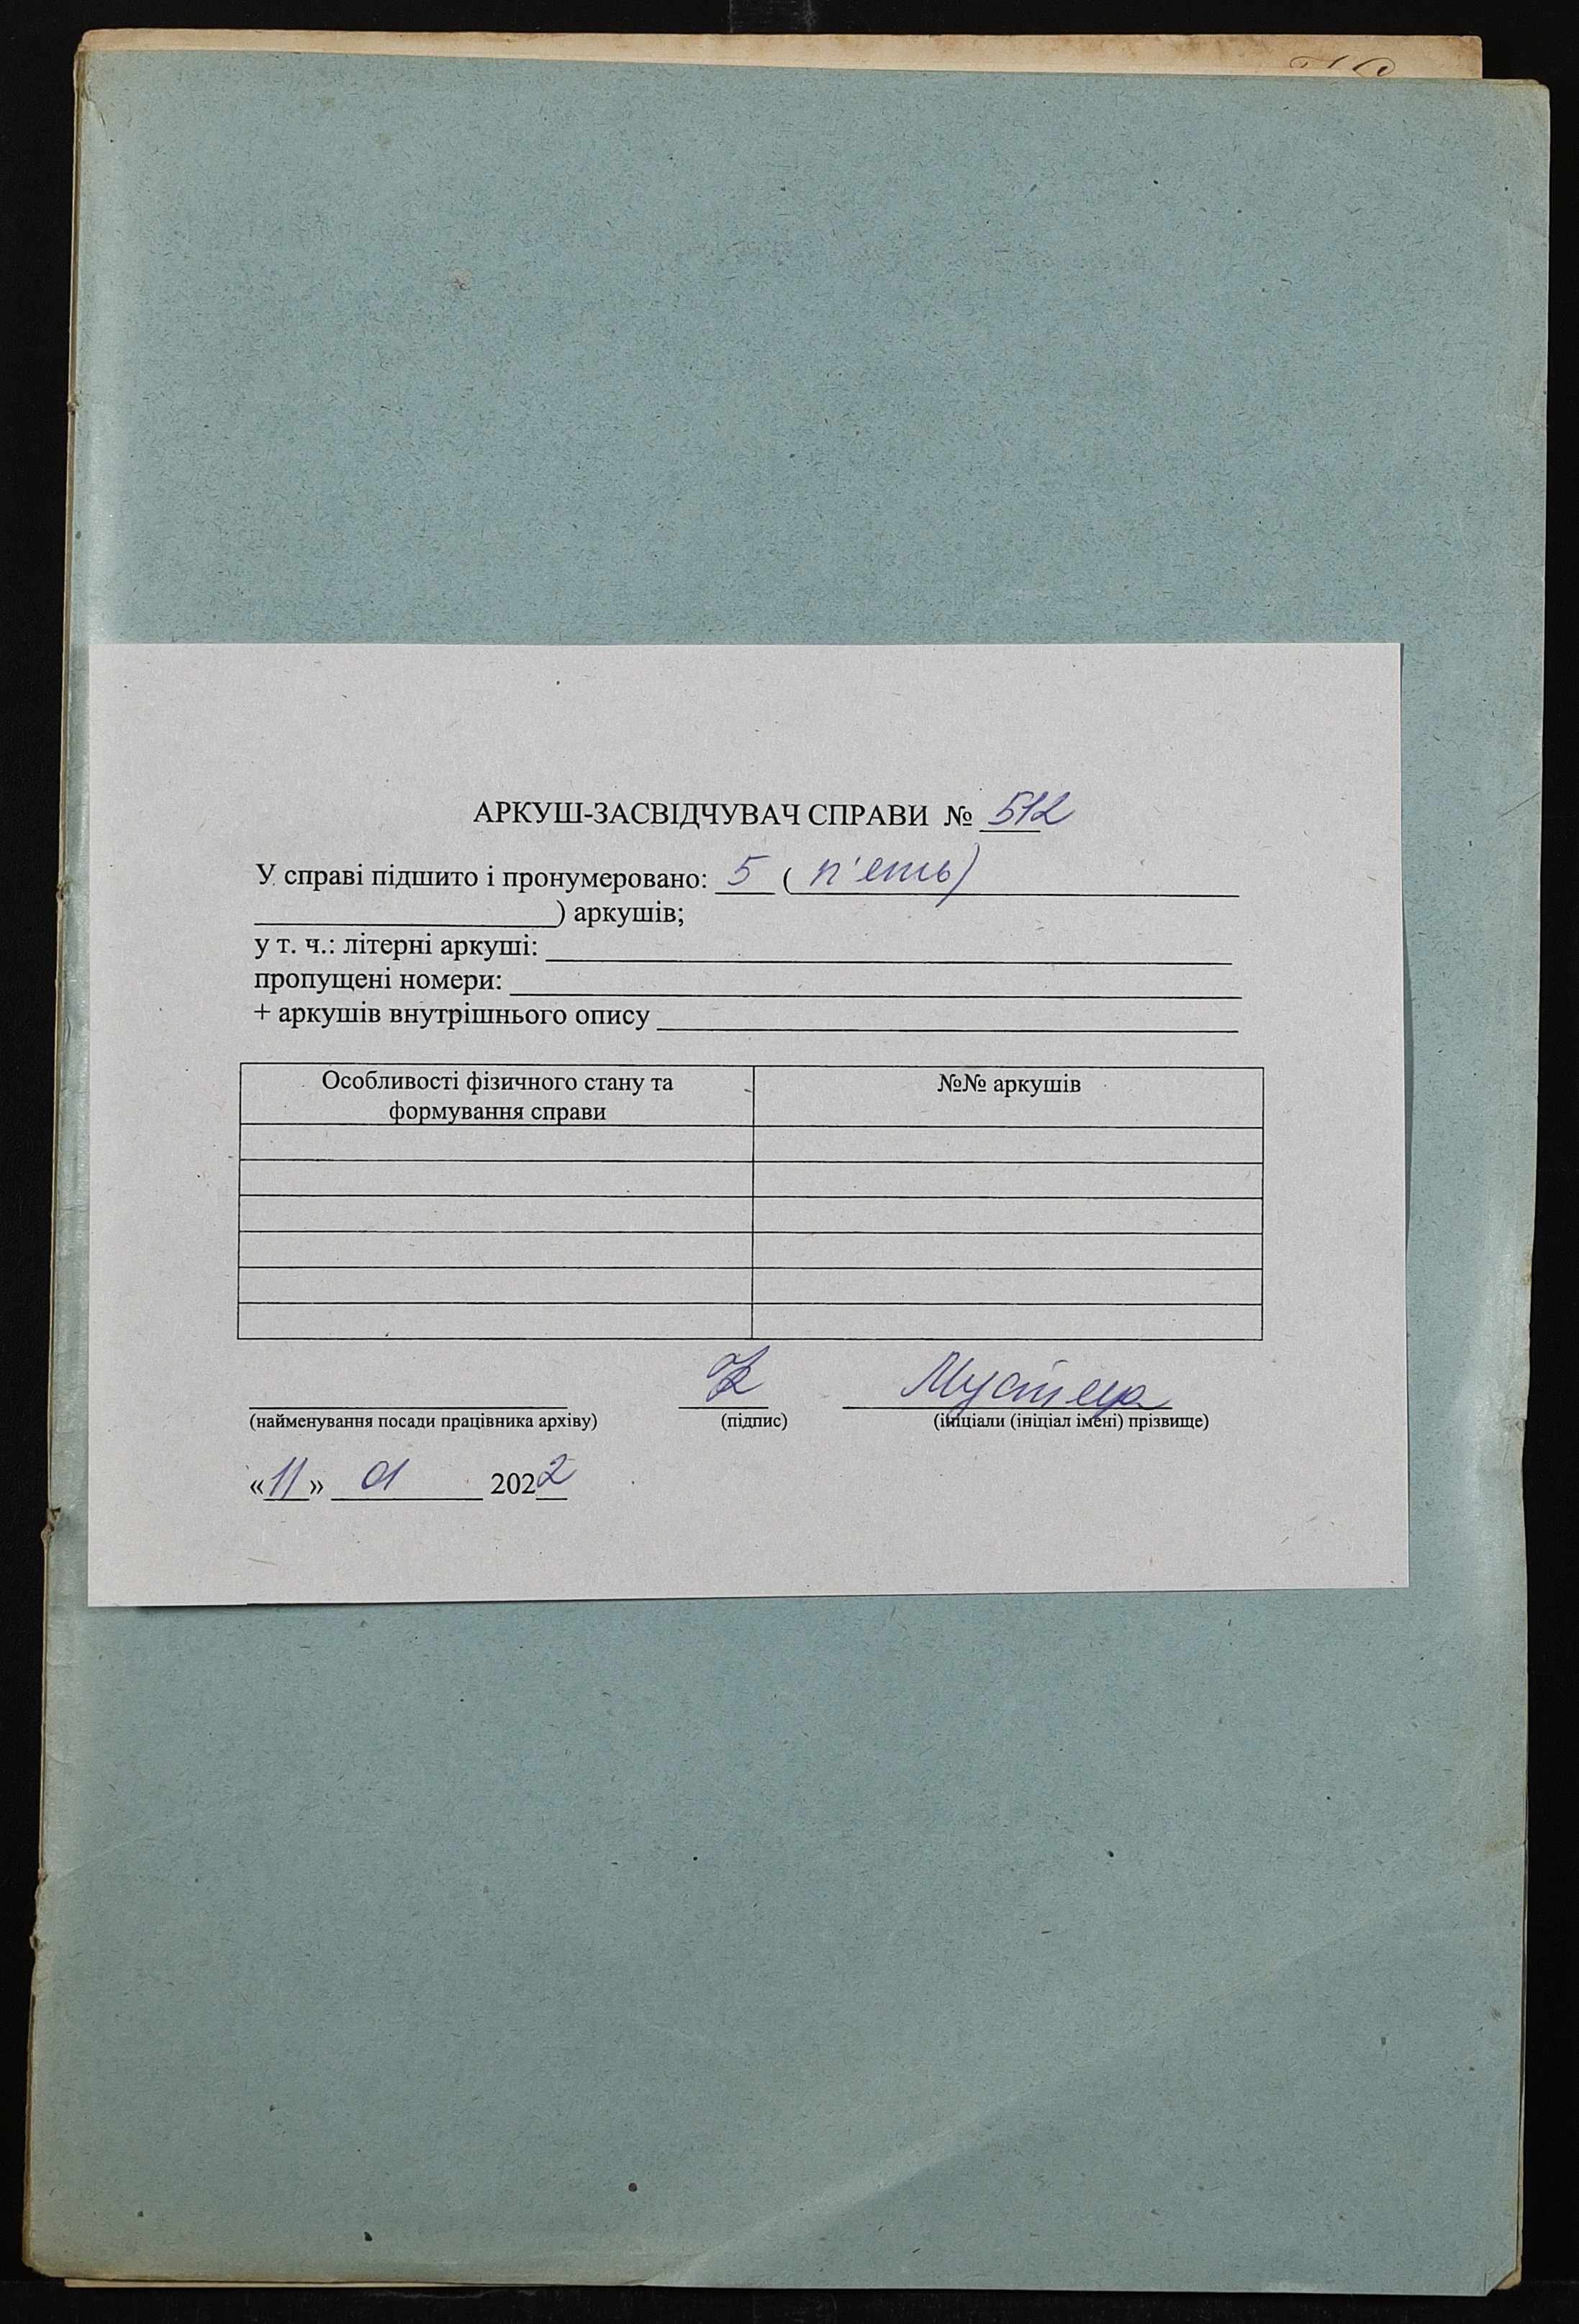 АРКУШ-ЗАСВІДЧУВАЧ СПРАВИ № 512
У справі підшито і пронумеровано: 5 (п'ять)
) аркушів;
у т. ч.: літерні аркуші:
пропущені номери:
+ аркушів внутрішнього опису
Особливості фізичного стану та формування справи №№ аркушів
(найменування посади працівника архіву) (підпис) (ініціали (ініціал імені) прізвище)
«11» 01 2022